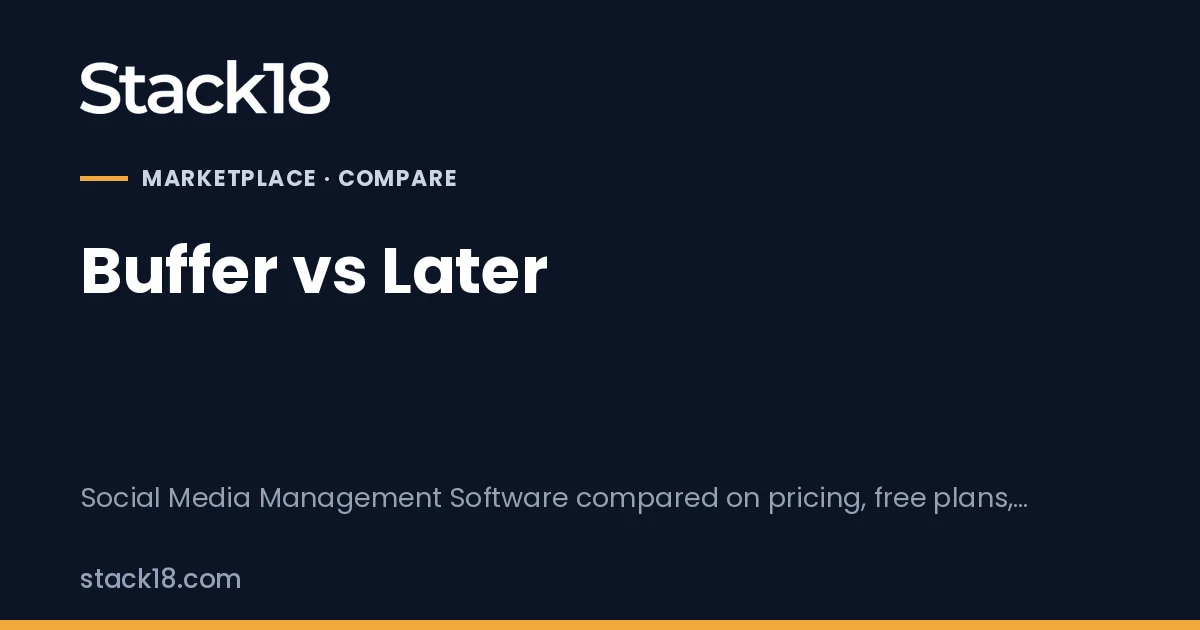 Stack18
MARKETPLACE · COMPARE
Buffer vs Later
Social Media Management Software compared on pricing, free plans,...
stack18.com